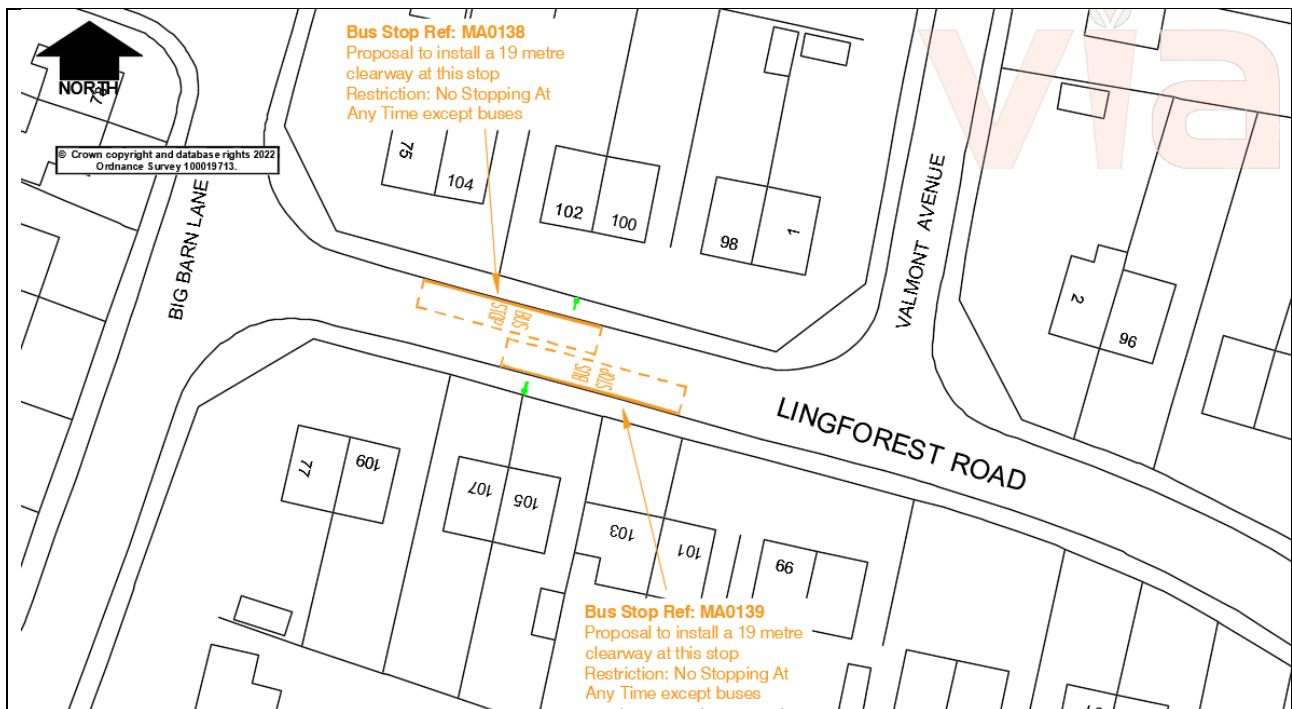 Bus Stop Ref: MA0138
Proposal to install a 19 metre
clearway at this stop
Restriction: No Stopping At
Any Time except buses
via
NORTH
© Crown copyright and database rights 2022
Ordnance Survey 100019713.
75
104
102
100
98
1
2
96
BIG BARN LANE
VALMONT AVENUE
BUS
STOP
BUS
STOP
LINGFOREST ROAD
77
109
107
105
103
101
99
Bus Stop Ref: MA0139
Proposal to install a 19 metre
clearway at this stop
Restriction: No Stopping At
Any Time except buses